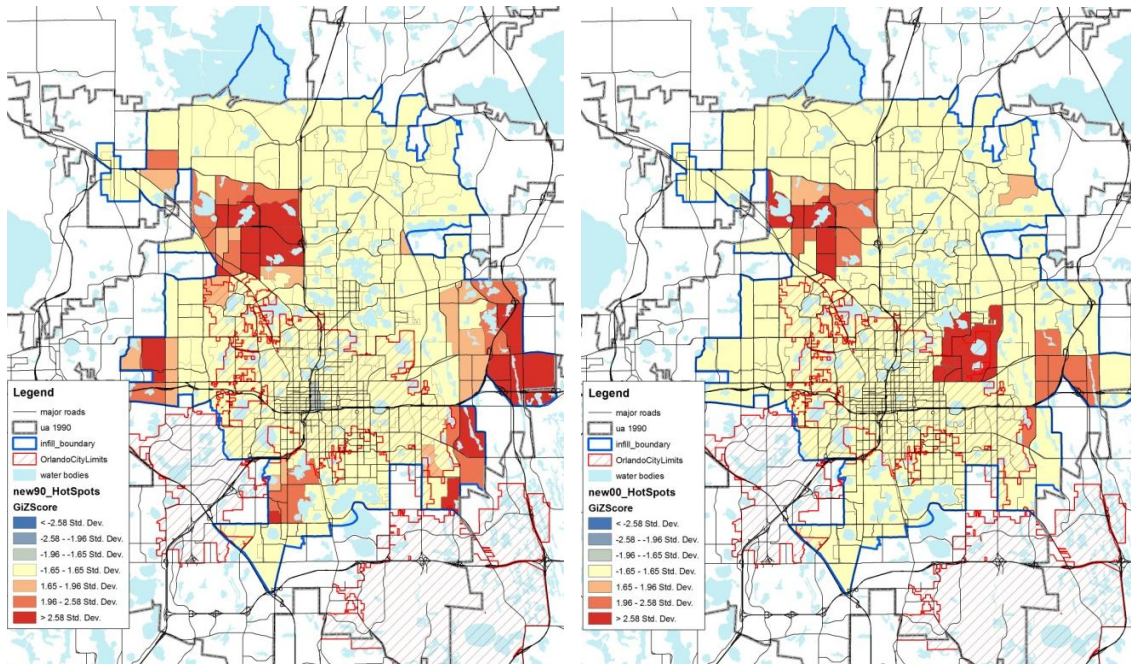 Legend
major roads
ua 1990
infill_boundary
OrlandoCityLimits
water bodies
new90_HotSpots
GiZScore
< -2.58 Std. Dev.
-2.58 - -1.96 Std. Dev.
-1.96 - -1.65 Std. Dev.
-1.65 - 1.65 Std. Dev.
1.65 - 1.96 Std. Dev.
1.96 - 2.58 Std. Dev.
> 2.58 Std. Dev.
Legend
major roads
ua 1990
infill_boundary
OrlandoCityLimits
water bodies
new00_HotSpots
GiZScore
< -2.58 Std. Dev.
-2.58 - -1.96 Std. Dev.
-1.96 - -1.65 Std. Dev.
-1.65 - 1.65 Std. Dev.
1.65 - 1.96 Std. Dev.
1.96 - 2.58 Std. Dev.
> 2.58 Std. Dev.